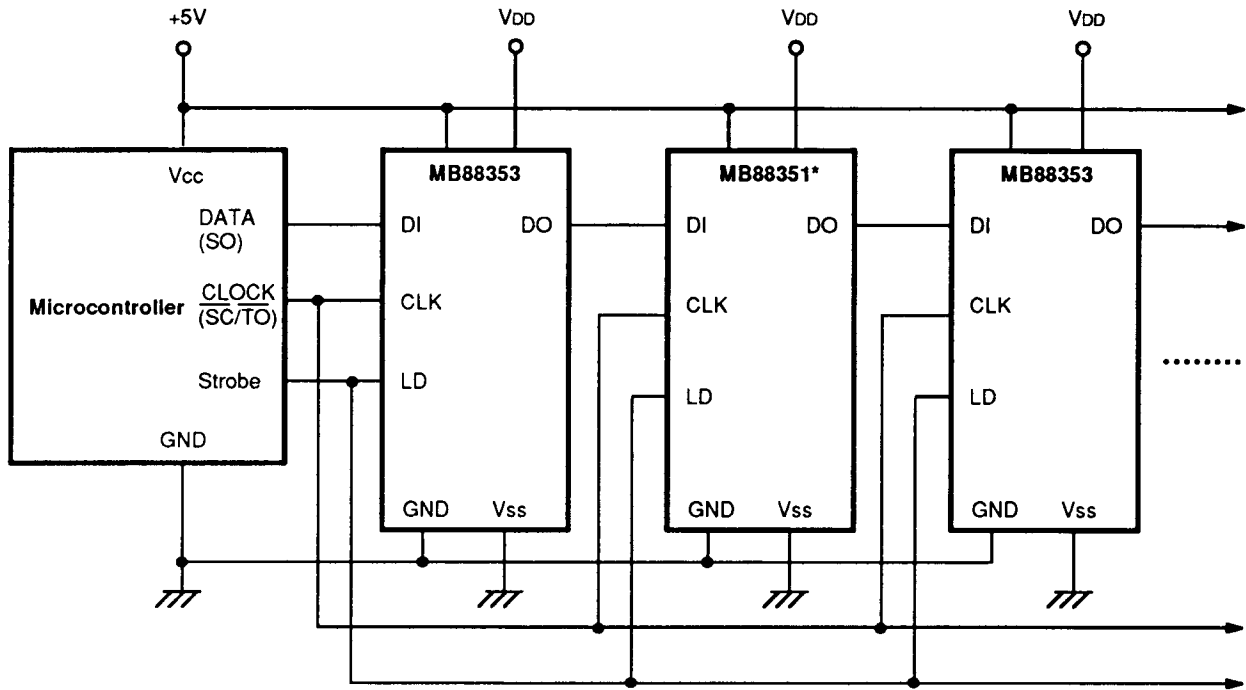 +5V
VDD
VDD
VDD
Vcc
DATA
(SO)
Microcontroller
CLOCK
(SC/TO)
Strobe
GND
MB88353
DI
DO
CLK
LD
GND
Vss
MB88351*
DI
DO
CLK
LD
GND
Vss
MB88353
DI
DO
CLK
LD
GND
Vss
........